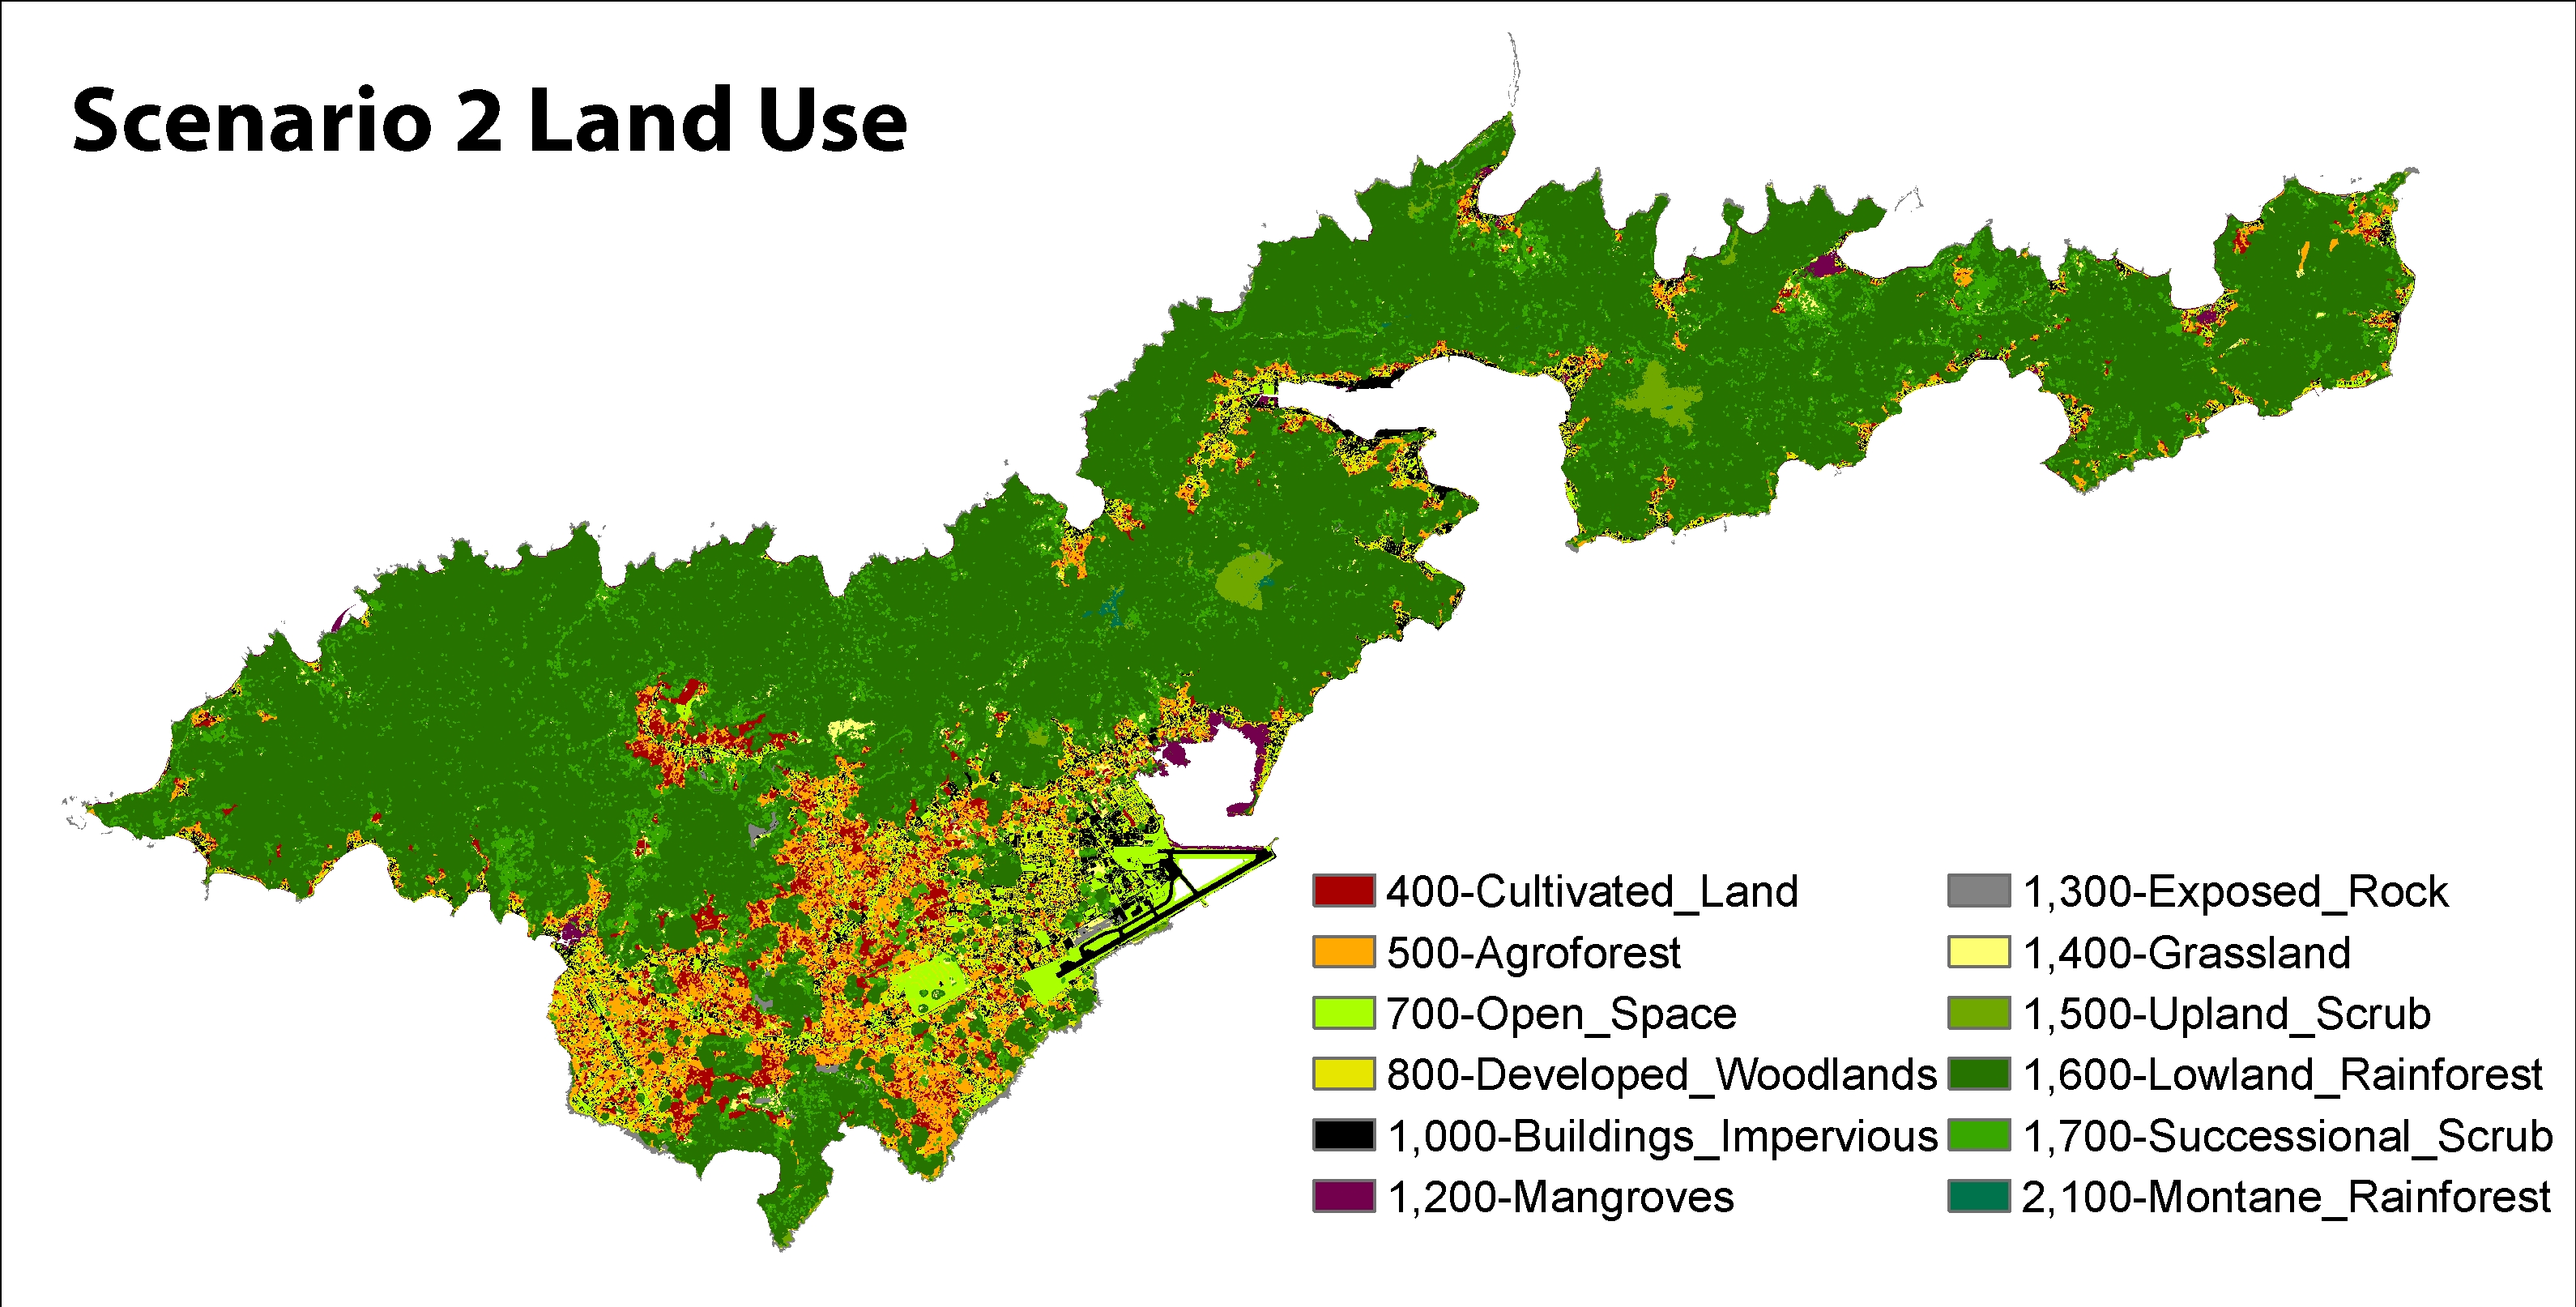 Scenario 2 Land Use
400-Cultivated_Land
500-Agroforest
700-Open_Space
800-Developed_Woodlands
1,000-Buildings_Impervious
1,200-Mangroves
1,300-Exposed_Rock
1,400-Grassland
1,500-Upland_Scrub
1,600-Lowland_Rainforest
1,700-Successional_Scrub
2,100-Montane_Rainforest